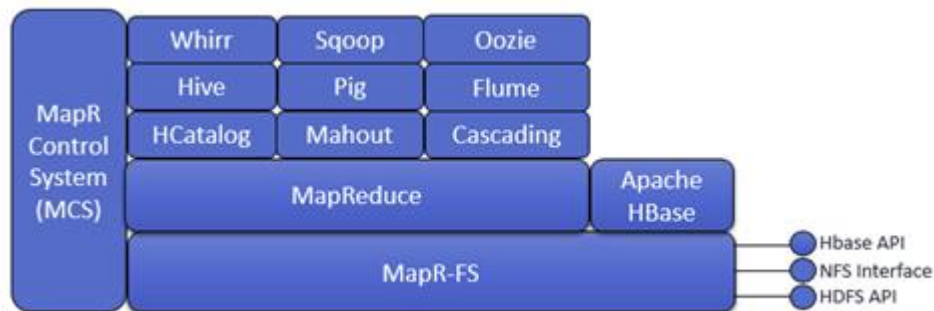 MapR
Control
System
(MCS)
Whirr
Sqoop
Oozie
Hive
Pig
Flume
HCatalog
Mahout
Cascading
MapReduce
Apache
HBase
MapR-FS
Hbase API
NFS Interface
HDFS API